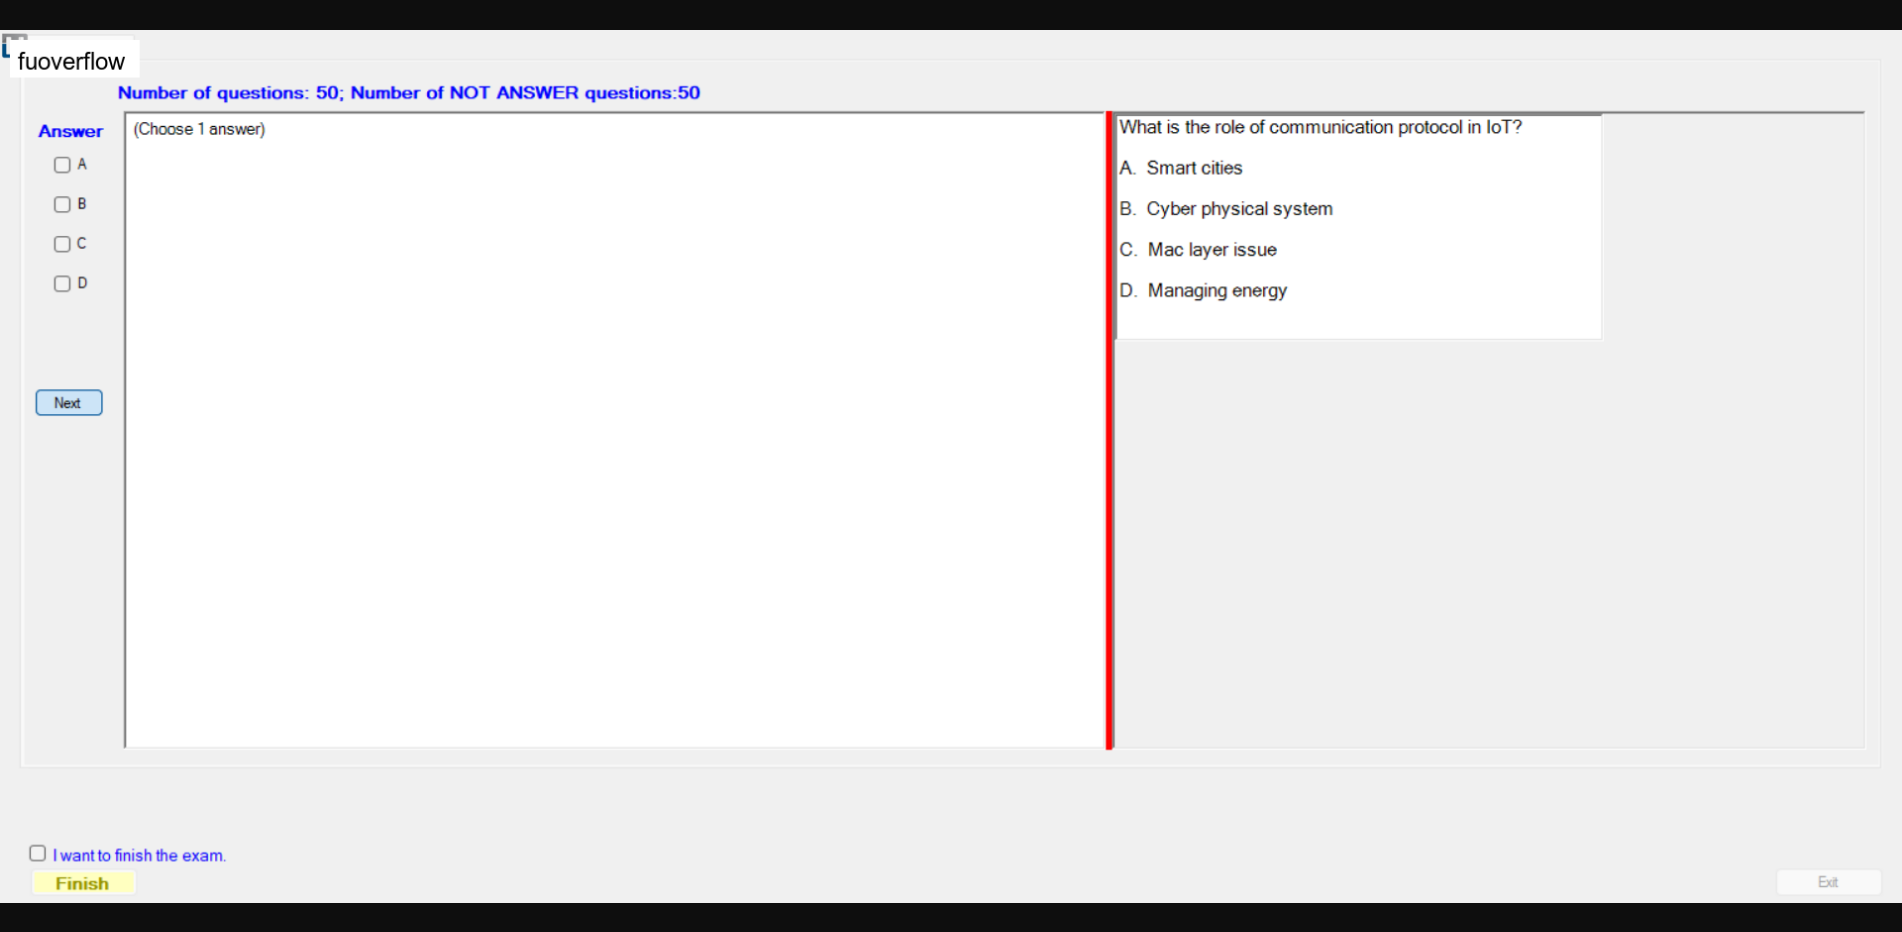 fuoverflow
Number of questions: 50; Number of NOT ANSWER questions:50
Answer
(Choose 1 answer)
A
B
C
D
Next
What is the role of communication protocol in IoT?
A. Smart cities
B. Cyber physical system
C. Mac layer issue
D. Managing energy
I want to finish the exam.
Finish
Exit